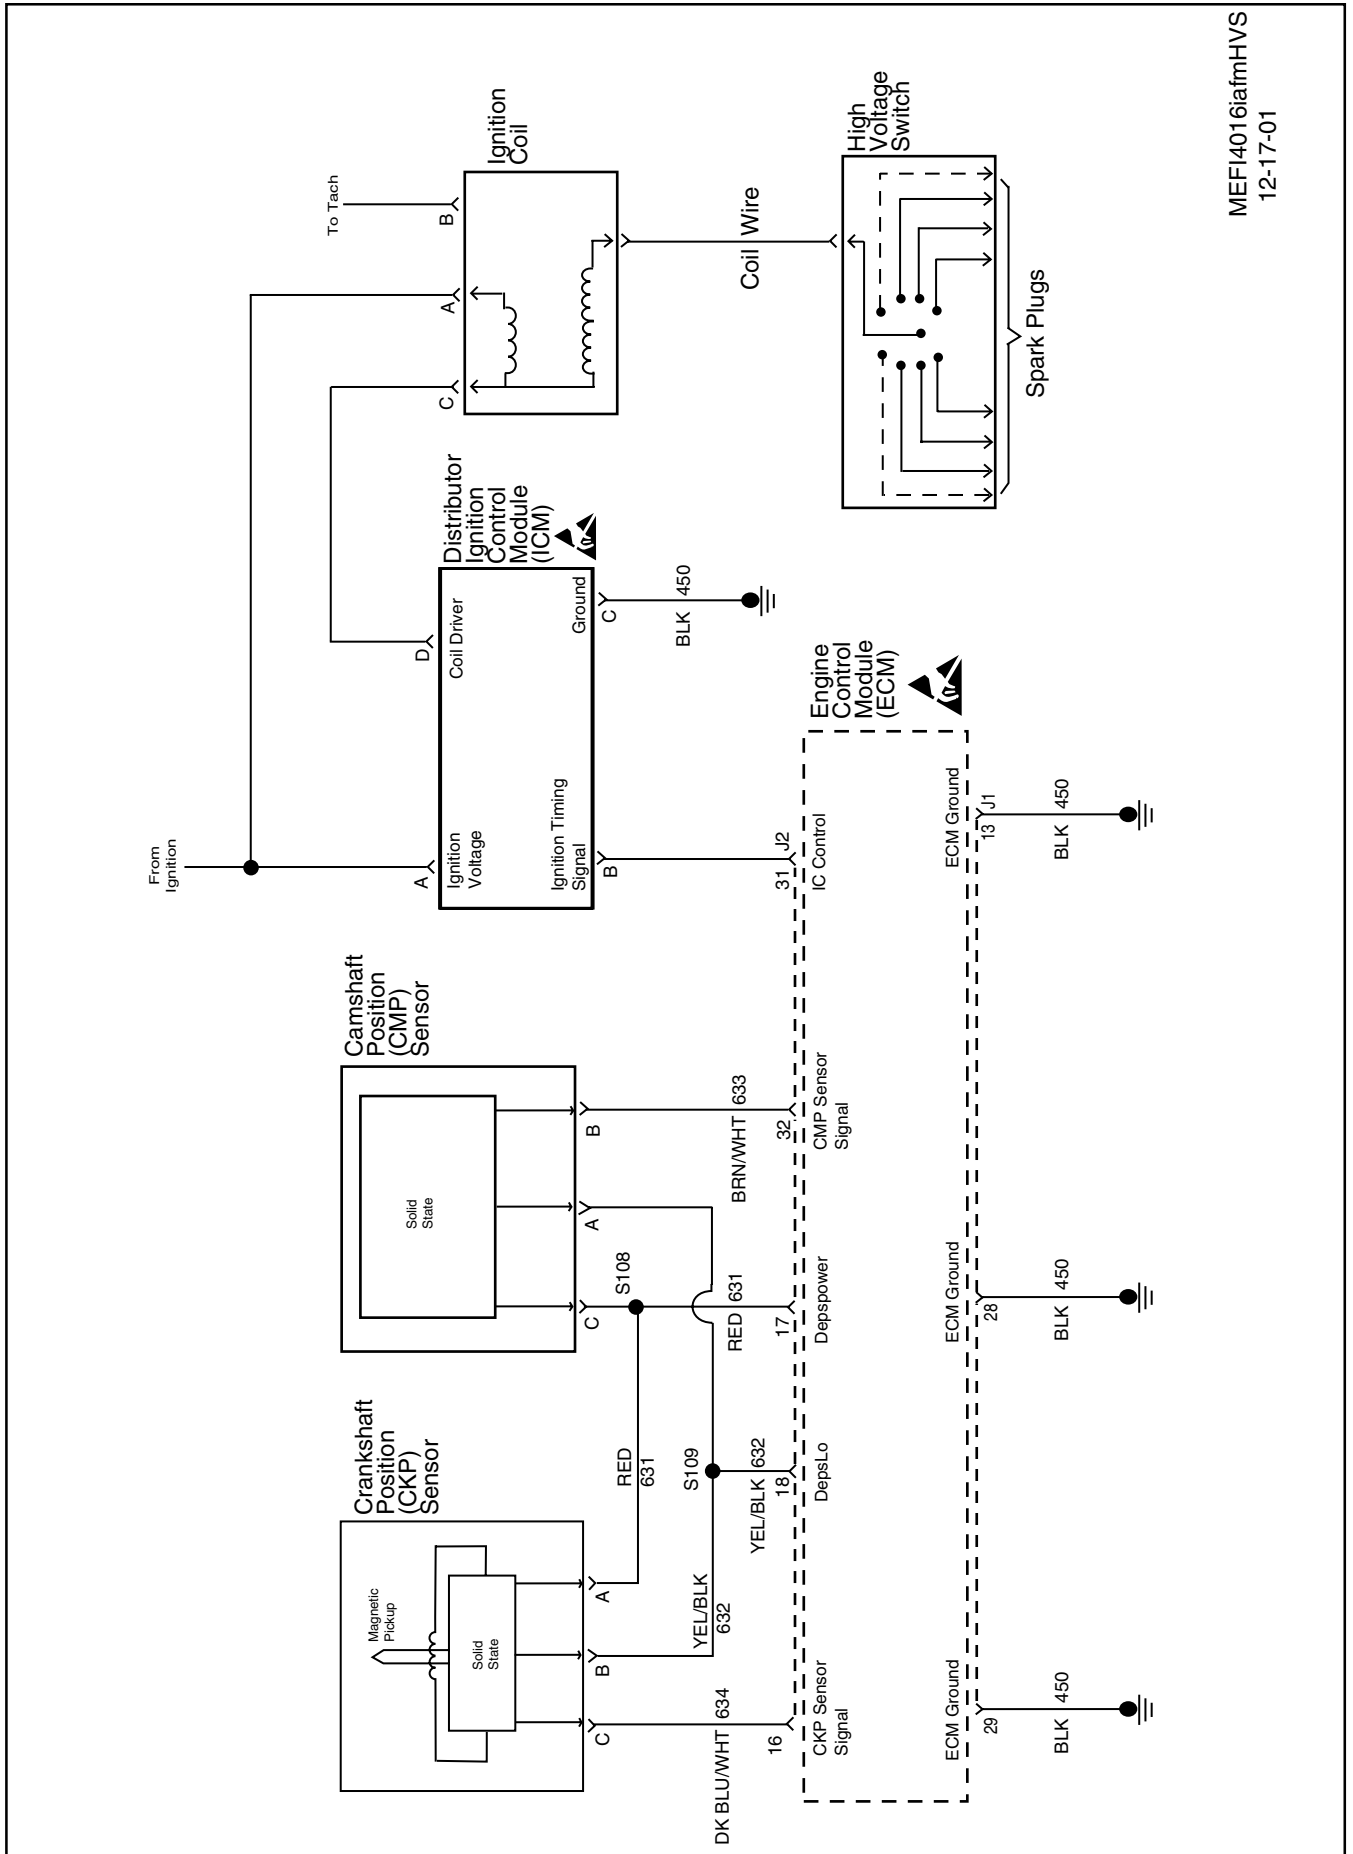 Crankshaft
Position
(CKP)
Sensor
Magnetic
Pickup
Solid
State
C
B
A
Camshaft
Position
(CMP)
Sensor
Solid
State
C
A
B
From
Ignition
Distributor
Ignition
Control
Module
(ICM)
A
D
Ignition
Voltage
Coil Driver
Ignition Timing
Signal
Ground
B
C
BLK 450
To Tach
Ignition
Coil
C
A
B
Coil Wire
High
Voltage
Switch
Spark Plugs
RED
631
S108
YEL/BLK
632
S109
DK BLU/WHT 634
YEL/BLK 632
RED 631
BRN/WHT 633
16
18
17
32
31 J2
Engine
Control
Module
(ECM)
CKP Sensor
Signal
DepsLo
Depspower
CMP Sensor
Signal
IC Control
ECM Ground
ECM Ground
ECM Ground
29
28
13 J1
BLK 450
BLK 450
BLK 450
MEFI4016iafmHVS
12-17-01